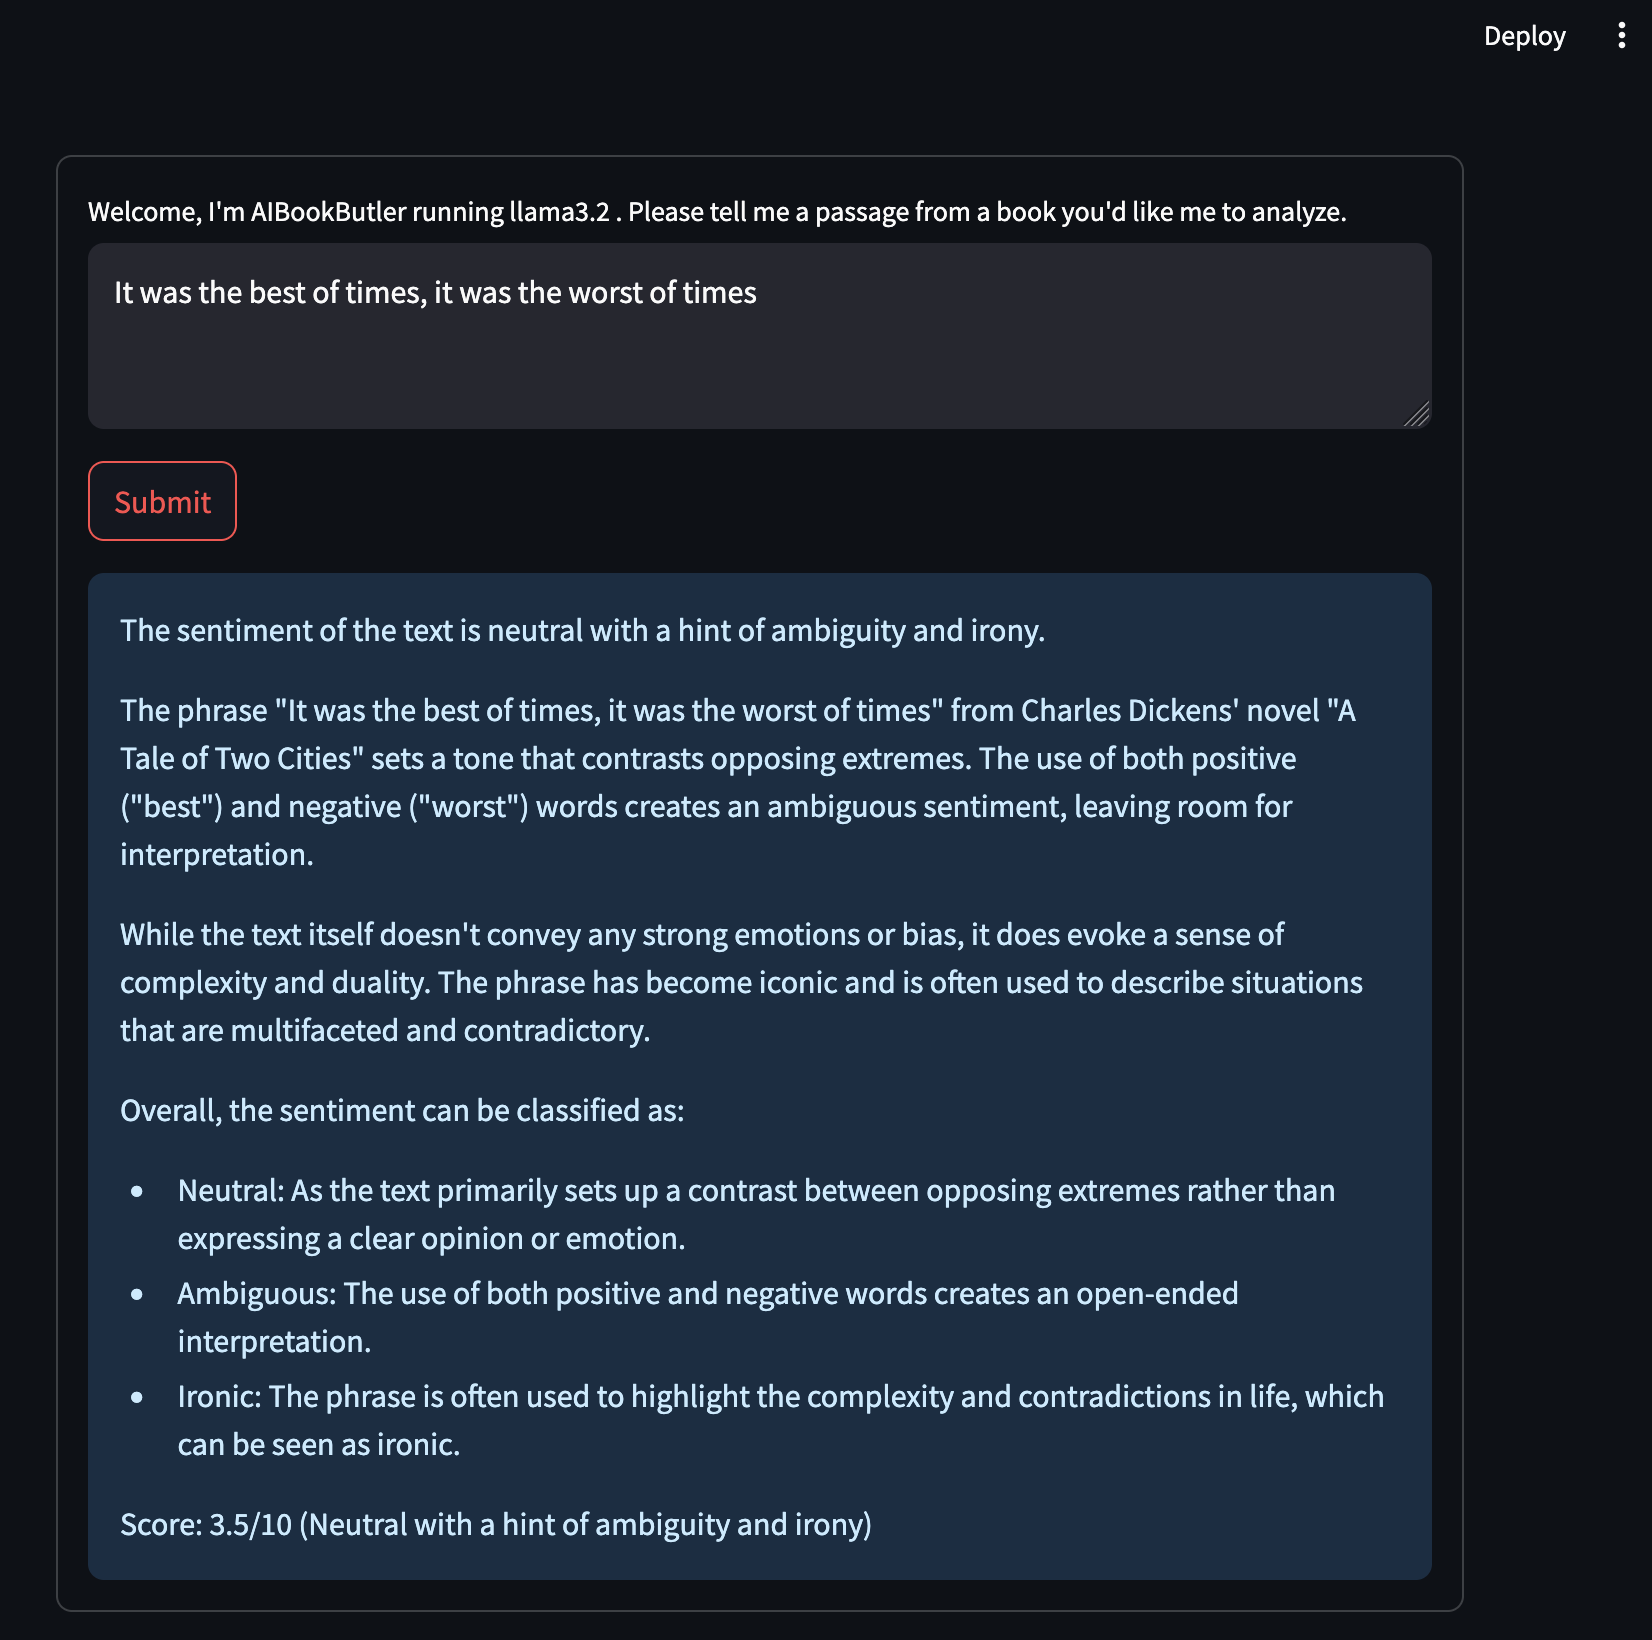 Deploy
Welcome, I'm AIBookButler running llama3.2 . Please tell me a passage from a book you'd like me to analyze.
It was the best of times, it was the worst of times
Submit
The sentiment of the text is neutral with a hint of ambiguity and irony.
The phrase "It was the best of times, it was the worst of times" from Charles Dickens' novel "A
Tale of Two Cities" sets a tone that contrasts opposing extremes. The use of both positive
("best") and negative ("worst") words creates an ambiguous sentiment, leaving room for
interpretation.
While the text itself doesn't convey any strong emotions or bias, it does evoke a sense of
complexity and duality. The phrase has become iconic and is often used to describe situations
that are multifaceted and contradictory.
Overall, the sentiment can be classified as:
• Neutral: As the text primarily sets up a contrast between opposing extremes rather than
expressing a clear opinion or emotion.
• Ambiguous: The use of both positive and negative words creates an open-ended
interpretation.
• Ironic: The phrase is often used to highlight the complexity and contradictions in life, which
can be seen as ironic.
Score: 3.5/10 (Neutral with a hint of ambiguity and irony)